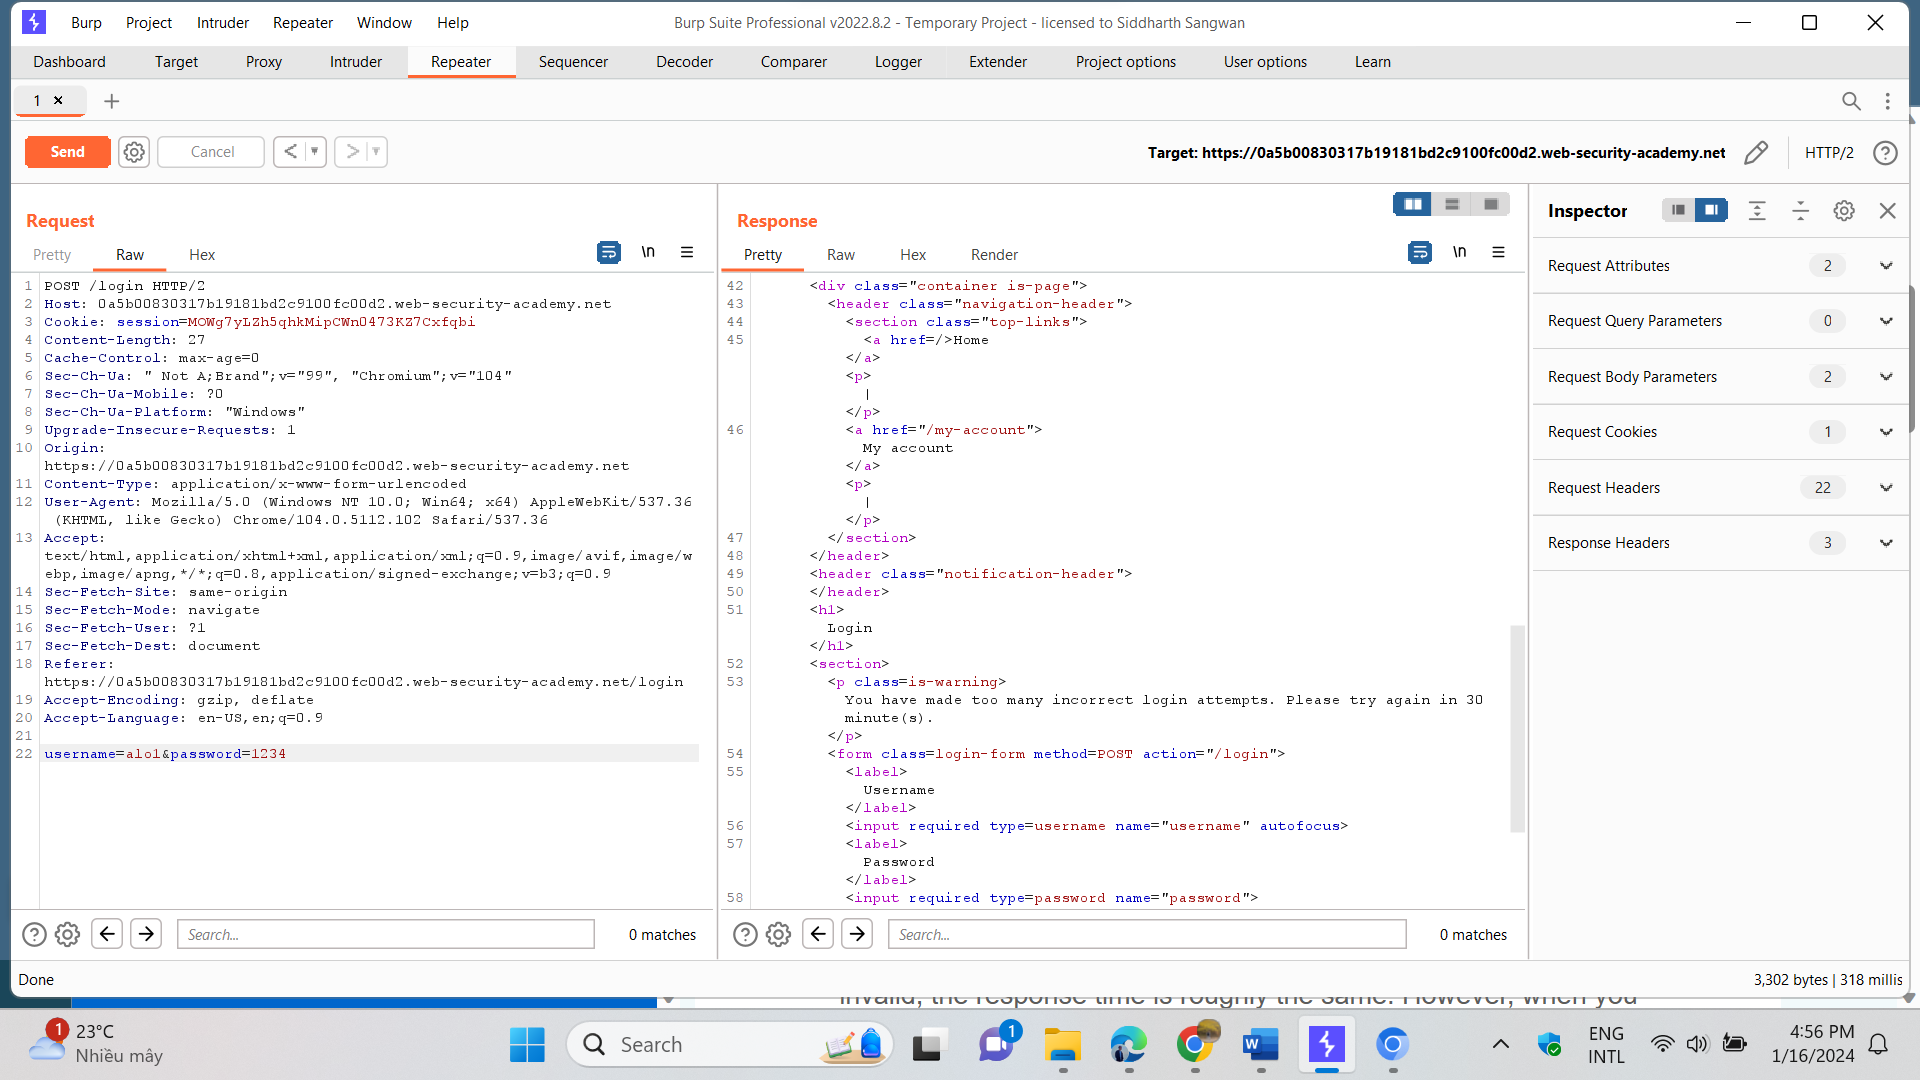 Burp Project Intruder Repeater Window Help
Burp Suite Professional v2022.8.2 - Temporary Project - licensed to Siddharth Sangwan
Dashboard Target Proxy Intruder Repeater Sequencer Decoder Comparer Logger Extender Project options User options Learn
1 ×
Send Cancel
Target: https://0a5b00830317b19181bd2c9100fc00d2.web-security-academy.net
HTTP/2
Request
Pretty Raw Hex
\n
1 POST /login HTTP/2
2 Host: 0a5b00830317b19181bd2c9100fc00d2.web-security-academy.net
3 Cookie: session=MOWg7yLZh5qhkMipCWn0473KZ7Cxfqbi
4 Content-Length: 27
5 Cache-Control: max-age=0
6 Sec-Ch-Ua: " Not A;Brand";v="99", "Chromium";v="104"
7 Sec-Ch-Ua-Mobile: ?0
8 Sec-Ch-Ua-Platform: "Windows"
9 Upgrade-Insecure-Requests: 1
10 Origin:
https://0a5b00830317b19181bd2c9100fc00d2.web-security-academy.net
11 Content-Type: application/x-www-form-urlencoded
12 User-Agent: Mozilla/5.0 (Windows NT 10.0; Win64; x64) AppleWebKit/537.36
(KHTML, like Gecko) Chrome/104.0.5112.102 Safari/537.36
13 Accept:
text/html,application/xhtml+xml,application/xml;q=0.9,image/avif,image/w
ebp,image/apng,*/*;q=0.8,application/signed-exchange;v=b3;q=0.9
14 Sec-Fetch-Site: same-origin
15 Sec-Fetch-Mode: navigate
16 Sec-Fetch-User: ?1
17 Sec-Fetch-Dest: document
18 Referer:
https://0a5b00830317b19181bd2c9100fc00d2.web-security-academy.net/login
19 Accept-Encoding: gzip, deflate
20 Accept-Language: en-US,en;q=0.9
21
22 username=alo1&password=1234
Search...
0 matches
Response
Pretty Raw Hex Render
\n
42 <div class="container is-page">
43 <header class="navigation-header">
44 <section class="top-links">
45 <a href=/>Home
</a>
<p>
|
</p>
46 <a href="/my-account">
My account
</a>
<p>
|
</p>
47 </section>
48 </header>
49 <header class="notification-header">
50 </header>
51 <h1>
Login
</h1>
52 <section>
53 <p class=is-warning>
You have made too many incorrect login attempts. Please try again in 30
minute(s).
</p>
54 <form class=login-form method=POST action="/login">
55 <label>
Username
</label>
56 <input required type=username name="username" autofocus>
57 <label>
Password
</label>
58 <input required type=password name="password">
Search...
0 matches
Inspector
Request Attributes 2
Request Query Parameters 0
Request Body Parameters 2
Request Cookies 1
Request Headers 22
Response Headers 3
Done
3,302 bytes | 318 millis
invalid, the response time is roughly the same. However, when you
1
23°C
Nhiều mây
Search
1
ENG
INTL
4:56 PM
1/16/2024